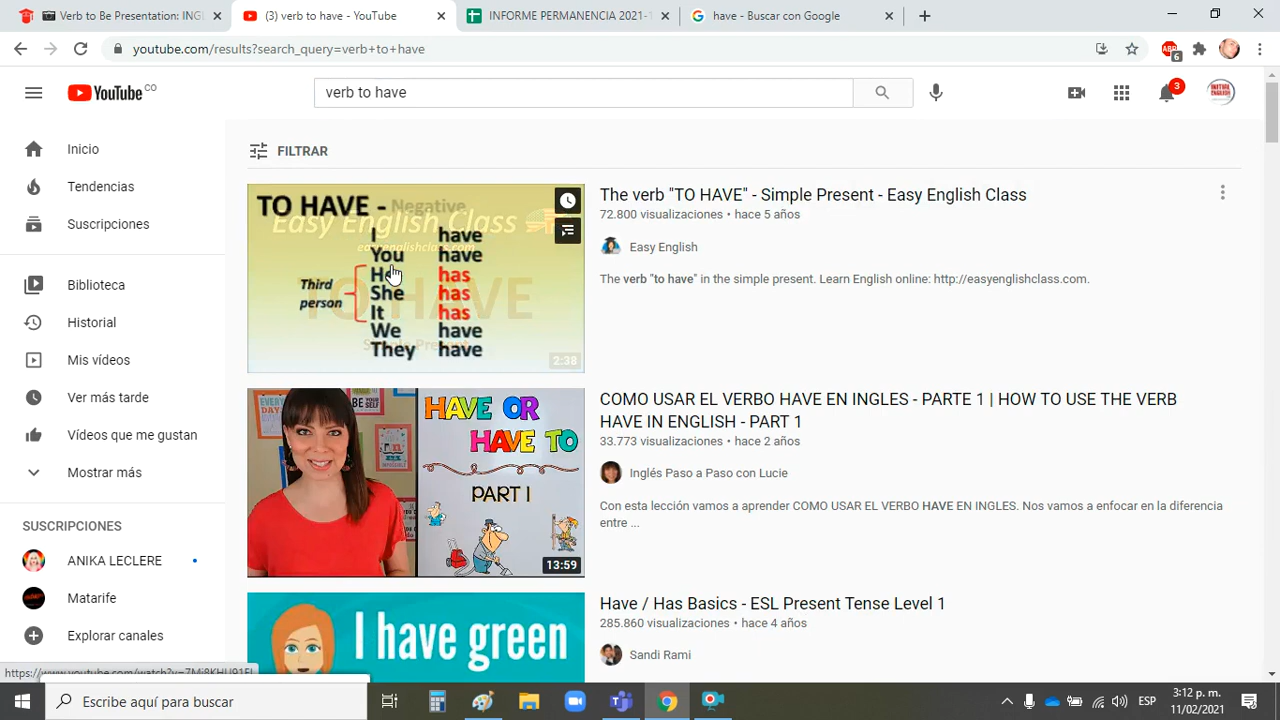 Verb to Be Presentation: INGL
(3) verb to have - YouTube
INFORME PERMANENCIA 2021-1
have - Buscar con Google
youtube.com/results?search_query=verb+to+have
ABP
6
YouTube CO
verb to have
3
Inicio
Tendencias
Suscripciones
Biblioteca
Historial
Mis vídeos
Ver más tarde
Vídeos que me gustan
Mostrar más
SUSCRIPCIONES
ANIKA LECLERE
Matarife
Explorar canales
FILTRAR
TO HAVE - Negative
Easy English Class
easyenglishclass.com
I have
You have
He has
Third person
She has
It has
We have
They have
TO HAVE
2:38
The verb "TO HAVE" - Simple Present - Easy English Class
72.800 visualizaciones • hace 5 años
Easy English
The verb "to have" in the simple present. Learn English online: http://easyenglishclass.com.
HAVE OR
HAVE TO
PART 1
13:59
COMO USAR EL VERBO HAVE EN INGLES - PARTE 1 | HOW TO USE THE VERB
HAVE IN ENGLISH - PART 1
33.773 visualizaciones • hace 2 años
Inglés Paso a Paso con Lucie
Con esta lección vamos a aprender COMO USAR EL VERBO HAVE EN INGLES. Nos vamos a enfocar en la diferencia
entre ...
I have green
Have / Has Basics - ESL Present Tense Level 1
285.860 visualizaciones • hace 4 años
Sandi Rami
Escribe aquí para buscar
ESP
3:12 p. m.
11/02/2021